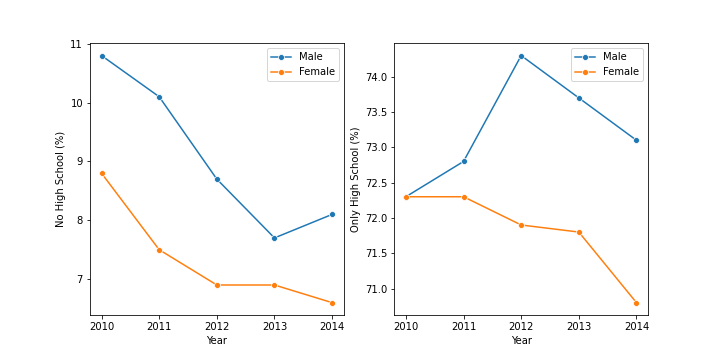 11
10
9
8
7
No High School (%)
2010 2011 2012 2013 2014
Year
Male
Female
74.0
73.5
73.0
72.5
72.0
71.5
71.0
Only High School (%)
2010 2011 2012 2013 2014
Year
Male
Female